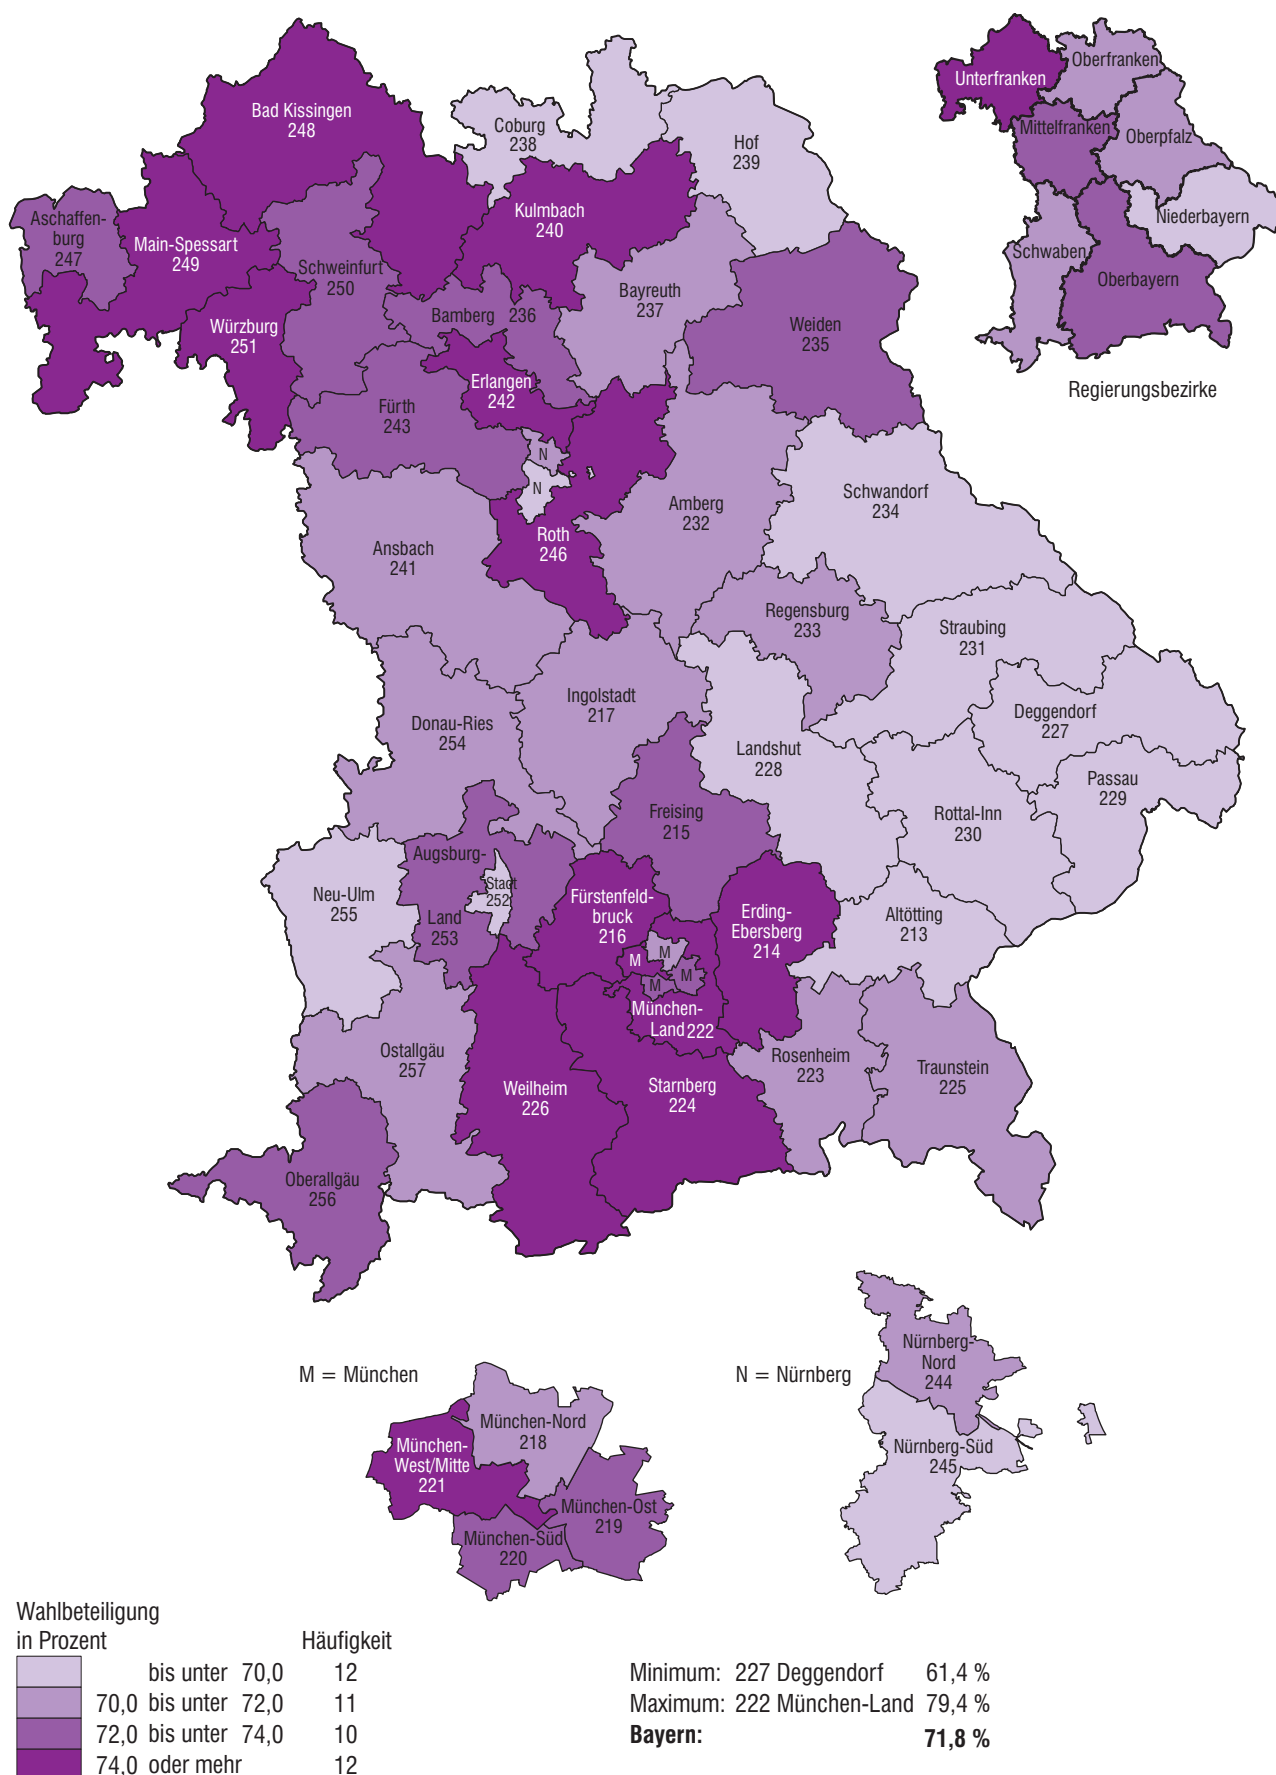 Bad Kissingen
248
Coburg
238
Hof
239
Unterfranken
Oberfranken
Mittelfranken
Oberpfalz
Niederbayern
Schwaben
Oberbayern
Regierungsbezirke
Aschaffen-
burg
247
Main-Spessart
249
Kulmbach
240
Schweinfurt
250
Bayreuth
237
Bamberg 236
Weiden
235
Würzburg
251
Erlangen
242
Fürth
243
N
N
Schwandorf
234
Amberg
232
Roth
246
Ansbach
241
Regensburg
233
Straubing
231
Ingolstadt
217
Deggendorf
227
Donau-Ries
254
Landshut
228
Passau
229
Rottal-Inn
230
Freising
215
Augsburg-
Land
253
Stadt
252
Neu-Ulm
255
Fürstenfeld-
bruck
216
Erding-
Ebersberg
214
Altötting
213
M
M
M
M
München-
Land 222
Ostallgäu
257
Rosenheim
223
Traunstein
225
Weilheim
226
Starnberg
224
Oberallgäu
256
M = München
N = Nürnberg
Nürnberg-
Nord
244
Nürnberg-Süd
245
München-Nord
218
München-
West/Mitte
221
München-Ost
219
München-Süd
220
Wahlbeteiligung
in Prozent Häufigkeit
bis unter 70,0 12
70,0 bis unter 72,0 11
72,0 bis unter 74,0 10
74,0 oder mehr 12
Minimum: 227 Deggendorf 61,4 %
Maximum: 222 München-Land 79,4 %
Bayern: 71,8 %